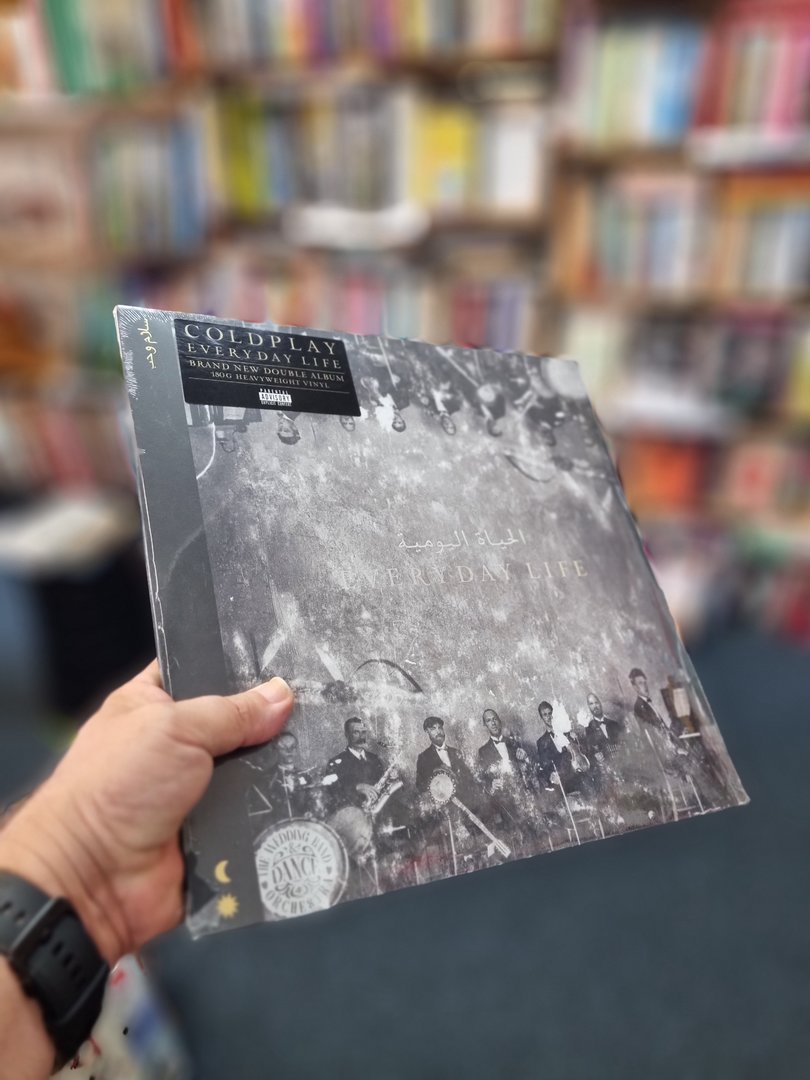 COLDPLAY
EVERYDAY LIFE
BRAND NEW DOUBLE ALBUM
180G HEAVYWEIGHT VINYL
PARENTAL
ADVISORY
EXPLICIT CONTENT
الحياة اليومية
EVERYDAY LIFE
THE WEDDING BAND
&
DANCE
ORCHESTRA